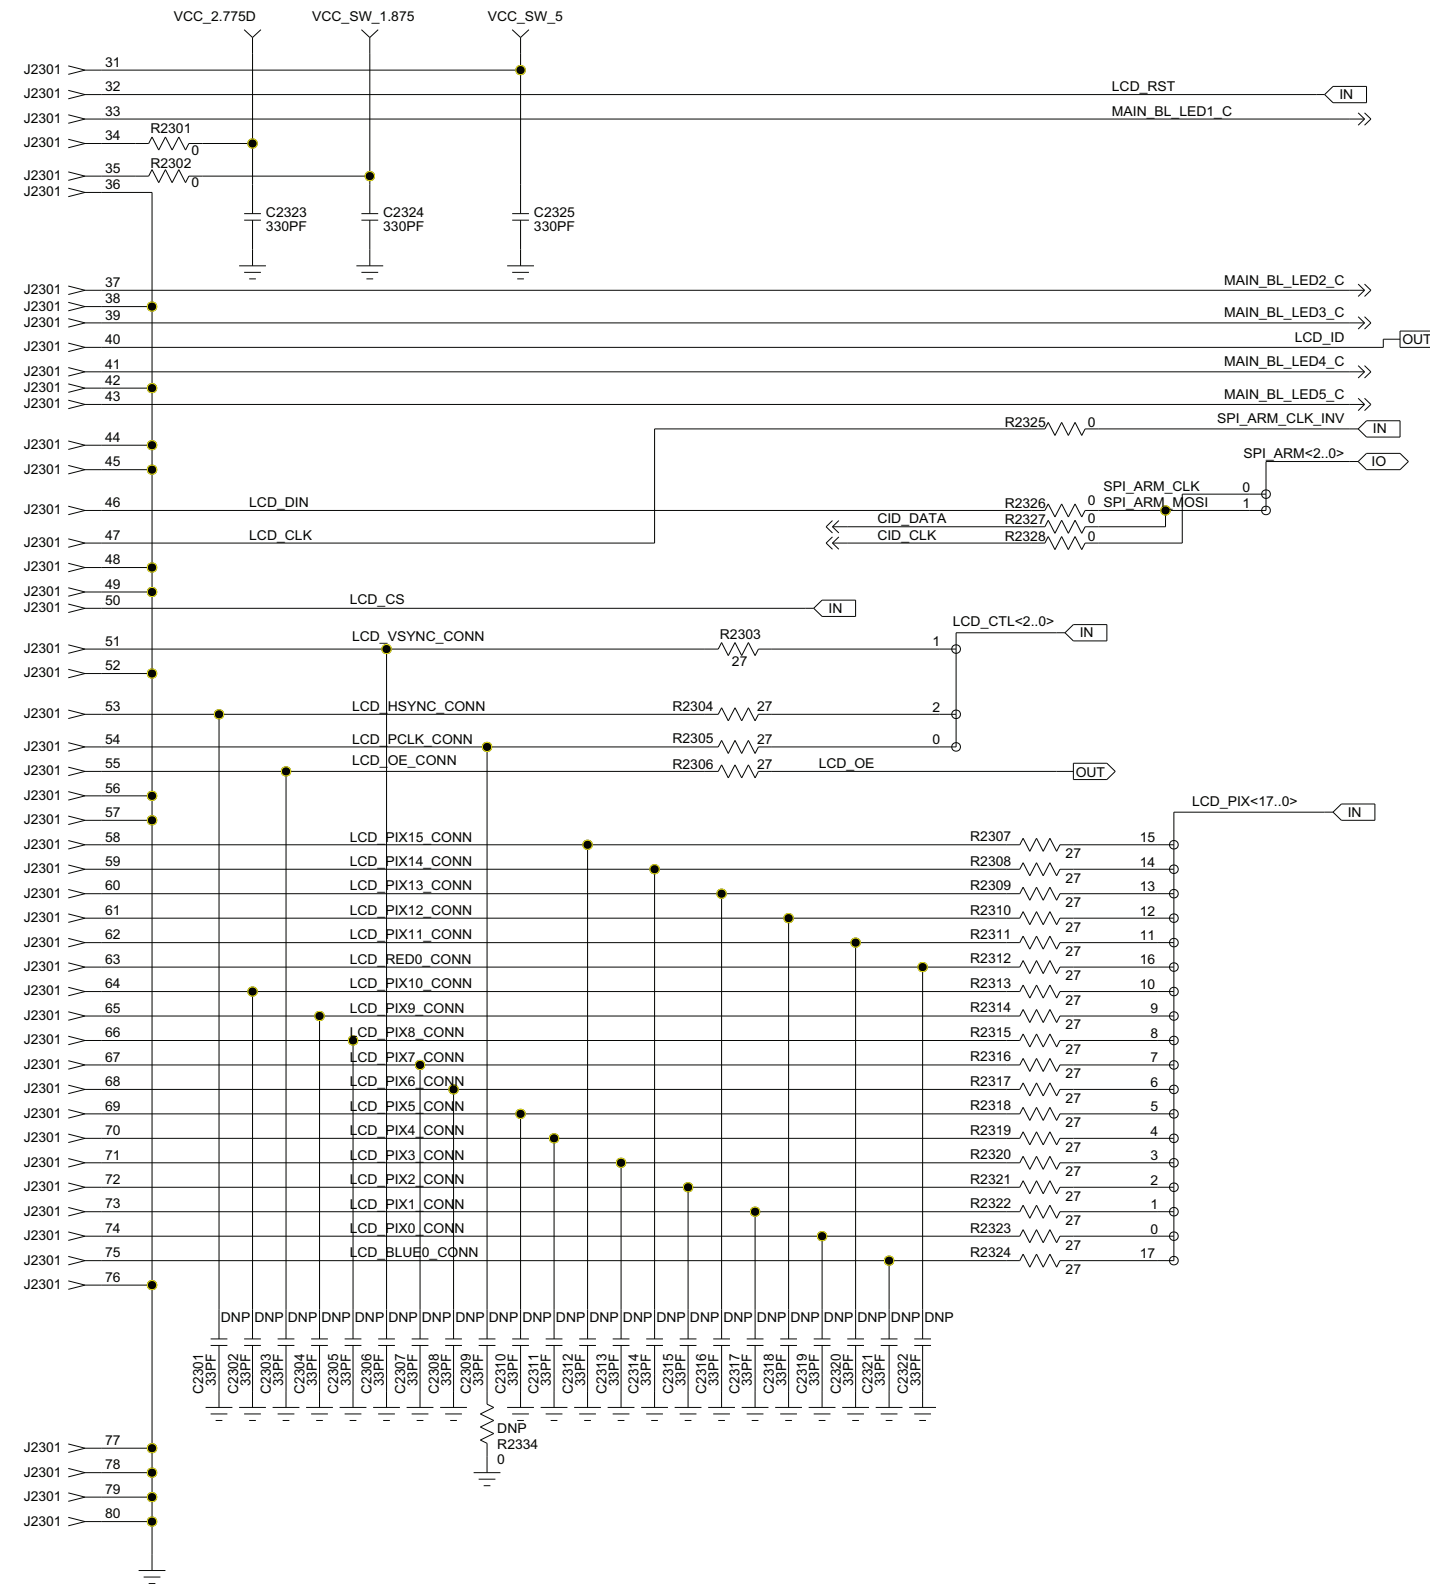 VCC_2.775D VCC_SW_1.875 VCC_SW_5
J2301 31
J2301 32 LCD_RST IN
J2301 33 MAIN_BL_LED1_C
J2301 34 R2301 0
J2301 35 R2302 0
J2301 36
C2323 C2324 C2325
330PF 330PF 330PF
J2301 37 MAIN_BL_LED2_C
J2301 38
J2301 39 MAIN_BL_LED3_C
J2301 40 LCD_ID OUT
J2301 41 MAIN_BL_LED4_C
J2301 42
J2301 43 MAIN_BL_LED5_C
R2325 0 SPI_ARM_CLK_INV IN
J2301 44
SPI_ARM<2..0> IO
J2301 45
SPI_ARM_CLK 0
J2301 46 LCD_DIN R2326 0 SPI_ARM_MOSI 1
CID_DATA R2327 0
J2301 47 LCD_CLK CID_CLK R2328 0
J2301 48
J2301 49
J2301 50 LCD_CS IN
LCD_CTL<2..0> IN
J2301 51 LCD_VSYNC_CONN R2303 27 1
J2301 52
J2301 53 LCD_HSYNC_CONN R2304 27 2
J2301 54 LCD_PCLK_CONN R2305 27 0
J2301 55 LCD_OE_CONN R2306 27 LCD_OE OUT
J2301 56
LCD_PIX<17..0> IN
J2301 57
J2301 58 LCD_PIX15_CONN R2307 27 15
J2301 59 LCD_PIX14_CONN R2308 27 14
J2301 60 LCD_PIX13_CONN R2309 27 13
J2301 61 LCD_PIX12_CONN R2310 27 12
J2301 62 LCD_PIX11_CONN R2311 27 11
J2301 63 LCD_RED0_CONN R2312 27 16
J2301 64 LCD_PIX10_CONN R2313 27 10
J2301 65 LCD_PIX9_CONN R2314 27 9
J2301 66 LCD_PIX8_CONN R2315 27 8
J2301 67 LCD_PIX7_CONN R2316 27 7
J2301 68 LCD_PIX6_CONN R2317 27 6
J2301 69 LCD_PIX5_CONN R2318 27 5
J2301 70 LCD_PIX4_CONN R2319 27 4
J2301 71 LCD_PIX3_CONN R2320 27 3
J2301 72 LCD_PIX2_CONN R2321 27 2
J2301 73 LCD_PIX1_CONN R2322 27 1
J2301 74 LCD_PIX0_CONN R2323 27 0
J2301 75 LCD_BLUE0_CONN R2324 27 17
J2301 76
DNP DNP DNP DNP DNP DNP DNP DNP DNP DNP DNP DNP DNP DNP DNP DNP DNP DNP DNP DNP DNP DNP
C2301 33PF
C2302 33PF
C2303 33PF
C2304 33PF
C2305 33PF
C2306 33PF
C2307 33PF
C2308 33PF
C2309 33PF
C2310 33PF
C2311 33PF
C2312 33PF
C2313 33PF
C2314 33PF
C2315 33PF
C2316 33PF
C2317 33PF
C2318 33PF
C2319 33PF
C2320 33PF
C2321 33PF
C2322 33PF
DNP
R2334
0
J2301 77
J2301 78
J2301 79
J2301 80